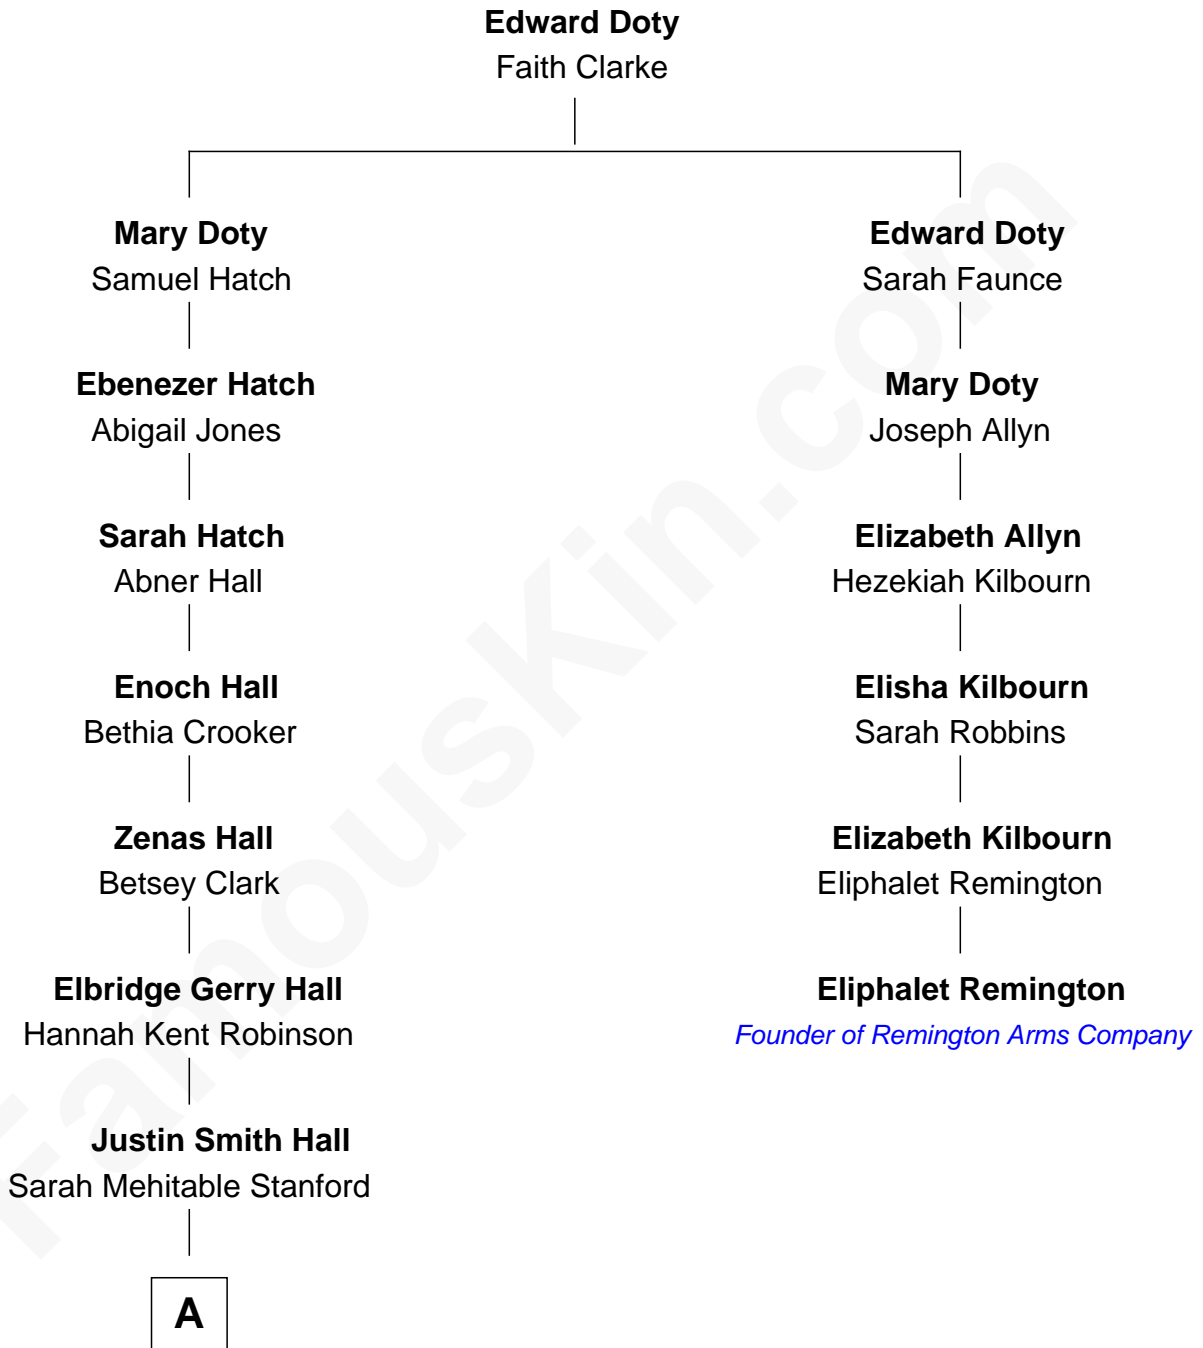 Edward Doty
Faith Clarke
Mary Doty
Samuel Hatch
Edward Doty
Sarah Faunce
Ebenezer Hatch
Abigail Jones
Mary Doty
Joseph Allyn
Sarah Hatch
Abner Hall
Elizabeth Allyn
Hezekiah Kilbourn
Enoch Hall
Bethia Crooker
Elisha Kilbourn
Sarah Robbins
Zenas Hall
Betsey Clark
Elizabeth Kilbourn
Eliphalet Remington
Elbridge Gerry Hall
Hannah Kent Robinson
Eliphalet Remington
Founder of Remington Arms Company
Justin Smith Hall
Sarah Mehitable Stanford
A
FamousKin.com